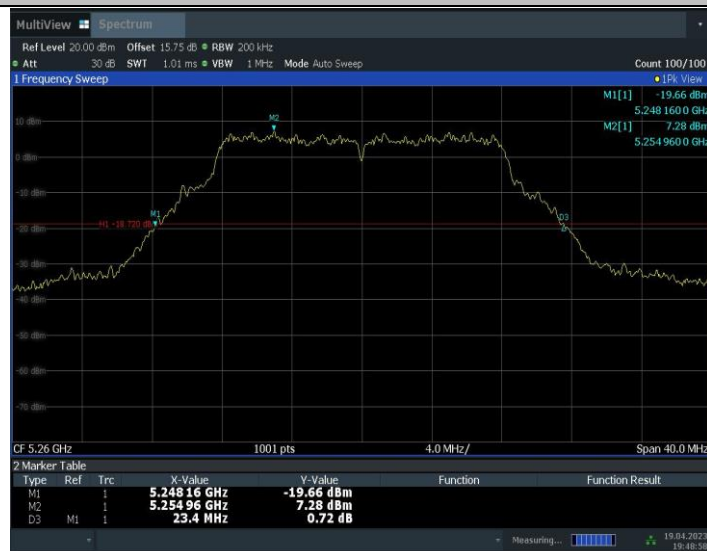 MultiView Spectrum
Ref Level 20.00 dBm Offset 15.75 dB RBW 200 kHz
Att 30 dB SWT 1.01 ms VBW 1 MHz Mode Auto Sweep Count 100/100
1 Frequency Sweep 1Pk View
M1[1] -19.66 dBm
5.248 160 0 GHz
M2[1] 7.28 dBm
5.254 960 0 GHz
M2
10 dBm
0 dBm
-10 dBm
M1
D3
H1 -18.720 dBm
-20 dBm
-30 dBm
-40 dBm
-50 dBm
-60 dBm
-70 dBm
CF 5.26 GHz 1001 pts 4.0 MHz/ Span 40.0 MHz
2 Marker Table
Type Ref Trc X-Value Y-Value Function Function Result
M1 1 5.248 16 GHz -19.66 dBm
M2 1 5.254 96 GHz 7.28 dBm
D3 M1 1 23.4 MHz 0.72 dB
Measuring... 19.04.2023
19:48:58